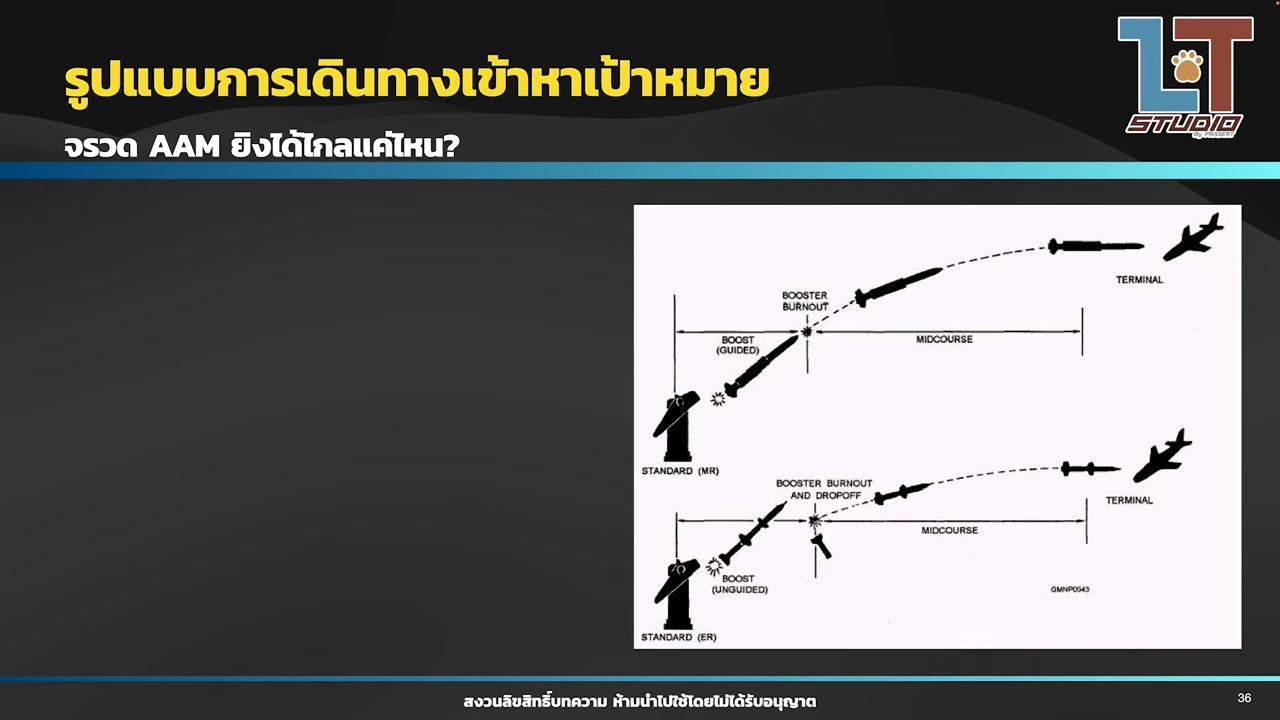 รูปแบบการเดินทางเข้าหาเป้าหมาย
จรวด AAM ยิงได้ไกลแค่ไหน?
LT
STUDIO
By PRASERT
TERMINAL
BOOSTER
BURNOUT
BOOST
(GUIDED)
MIDCOURSE
STANDARD (MR)
BOOSTER BURNOUT
AND DROPOFF
TERMINAL
MIDCOURSE
BOOST
(UNGUIDED)
GMNP0543
STANDARD (ER)
สงวนลิขสิทธิ์บทความ ห้ามนำไปใช้โดยไม่ได้รับอนุญาต
36